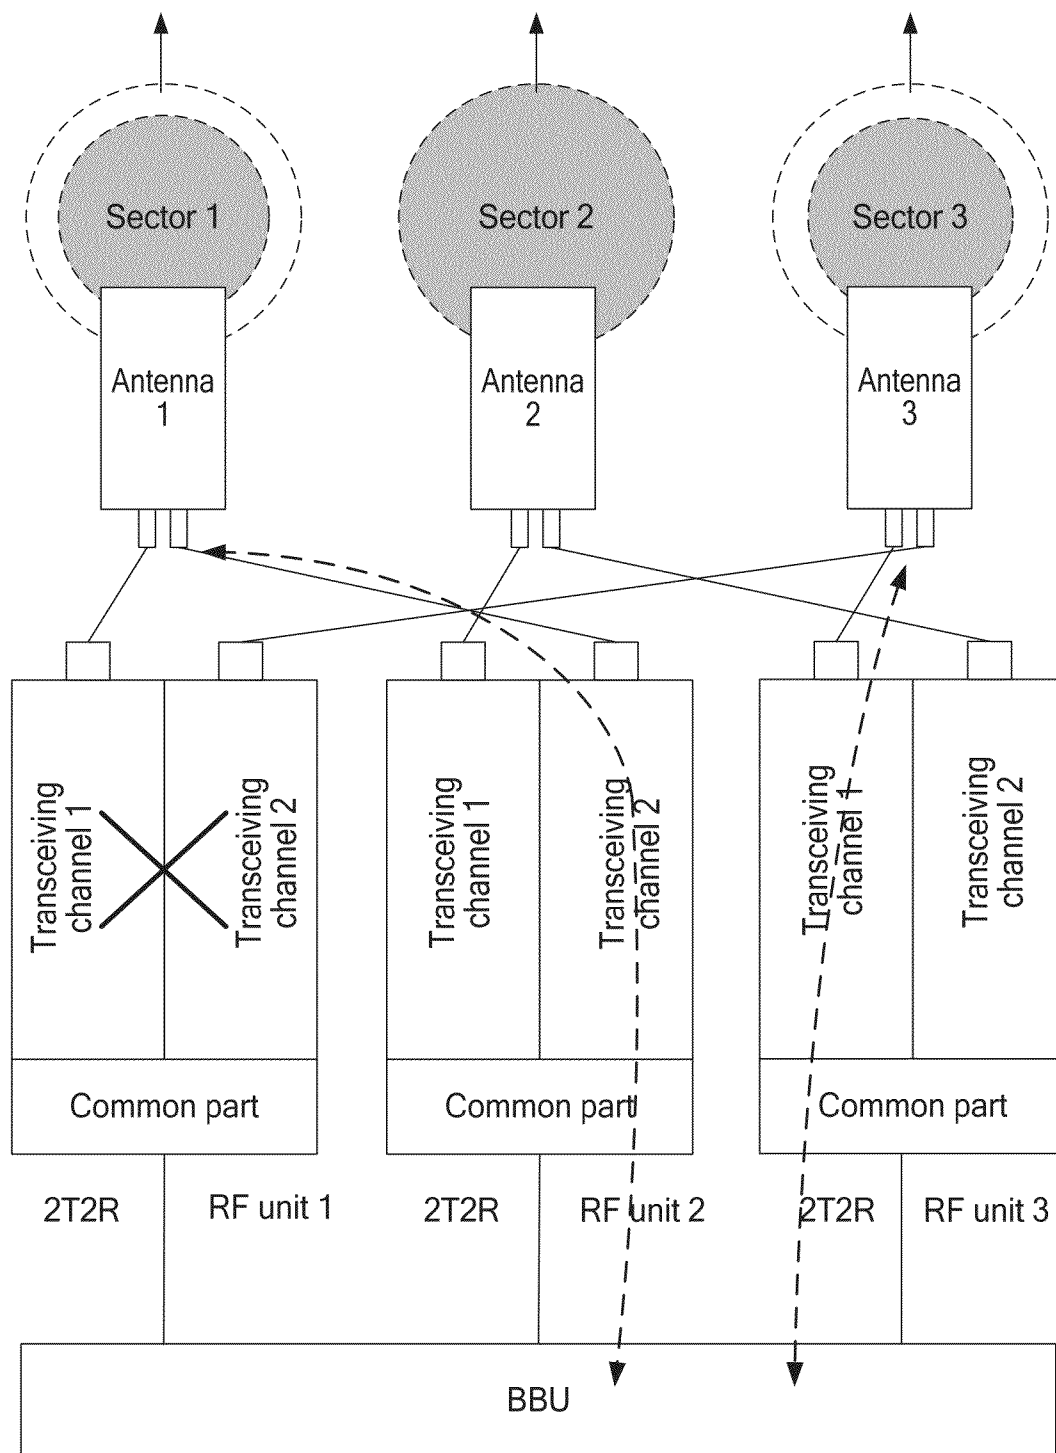 Sector 1
Sector 2
Sector 3
Antenna
1
Antenna
2
Antenna
3
Transceiving
channel 1
Transceiving
channel 2
Transceiving
channel 1
Transceiving
channel 2
Transceiving
channel 1
Transceiving
channel 2
Common part
Common part
Common part
2T2R
RF unit 1
2T2R
RF unit 2
2T2R
RF unit 3
BBU